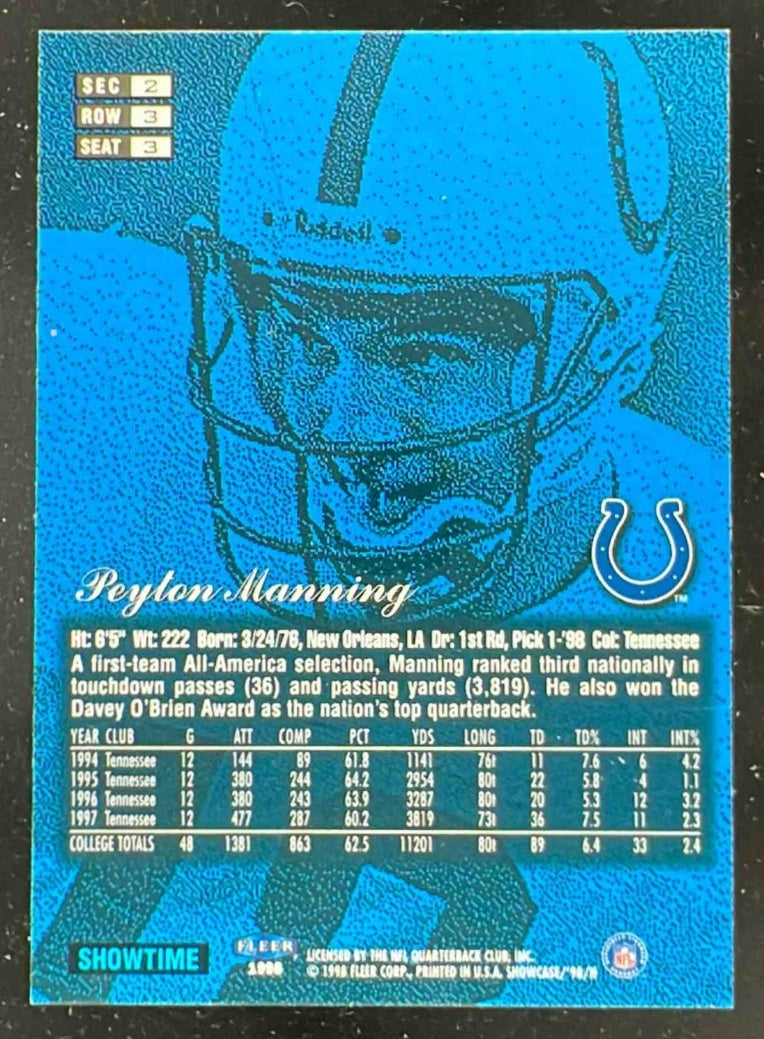 SEC 2
ROW 3
SEAT 3
Riddell
Peyton Manning
TM
Ht: 6'5" Wt: 222 Born: 3/24/76, New Orleans, LA Dr: 1st Rd, Pick 1-'98 Col: Tennessee
A first-team All-America selection, Manning ranked third nationally in
touchdown passes (36) and passing yards (3,819). He also won the
Davey O'Brien Award as the nation's top quarterback.
YEAR CLUB G ATT COMP PCT YDS LONG TD TD% INT INT%
1994 Tennessee 12 144 89 61.8 1141 76t 11 7.6 6 4.2
1995 Tennessee 12 380 244 64.2 2954 80t 22 5.8 4 1.1
1996 Tennessee 12 380 243 63.9 3287 80t 20 5.3 12 3.2
1997 Tennessee 12 477 287 60.2 3819 73t 36 7.5 11 2.3
COLLEGE TOTALS 48 1381 863 62.5 11201 80t 89 6.4 33 2.4
SHOWTIME
FLEER
1998
LICENSED BY THE NFL QUARTERBACK CLUB, INC.
© 1998 FLEER CORP., PRINTED IN U.S.A. SHOWCASE/'98/N
NFL